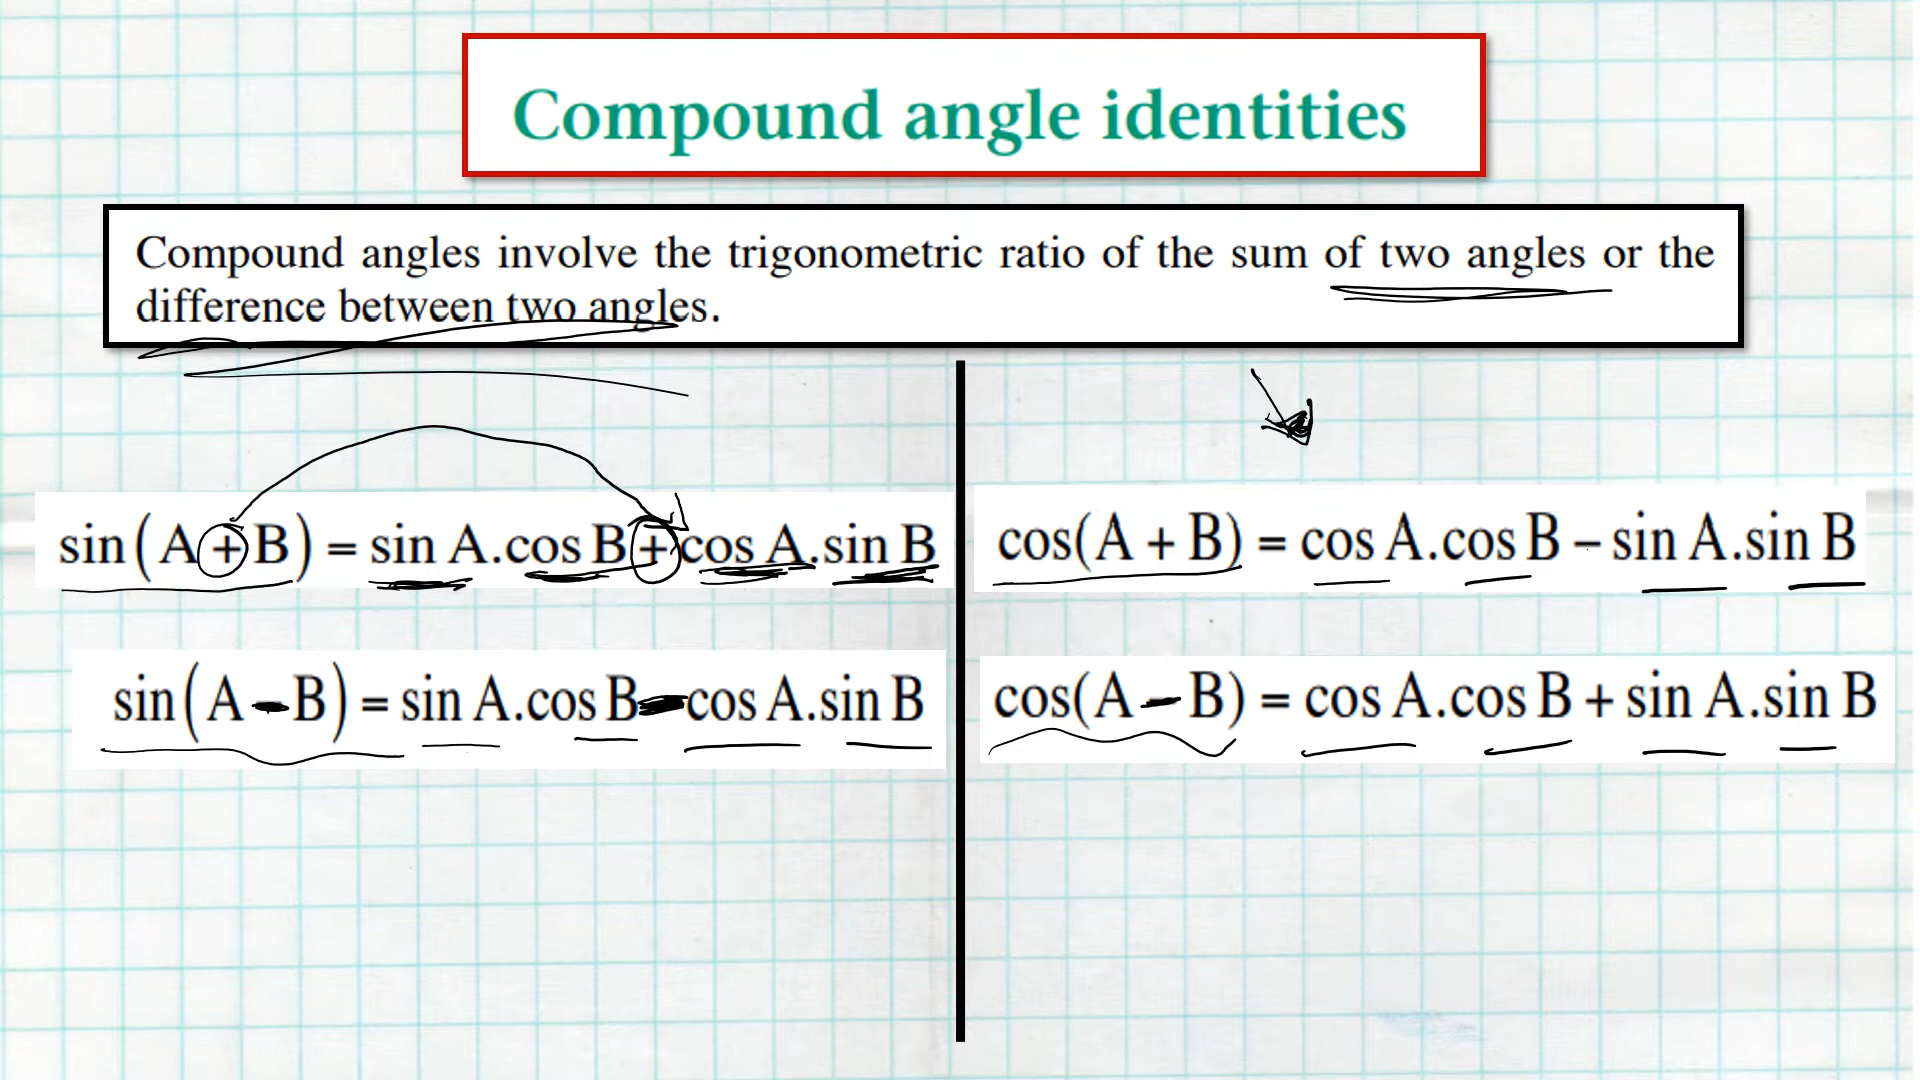 Compound angle identities
Compound angles involve the trigonometric ratio of the sum of two angles or the
difference between two angles.
sin(A + B) = sin A.cos B + cos A.sin B
sin(A - B) = sin A.cos B - cos A.sin B
cos(A + B) = cos A.cos B − sin A.sin B
cos(A - B) = cos A.cos B + sin A.sin B